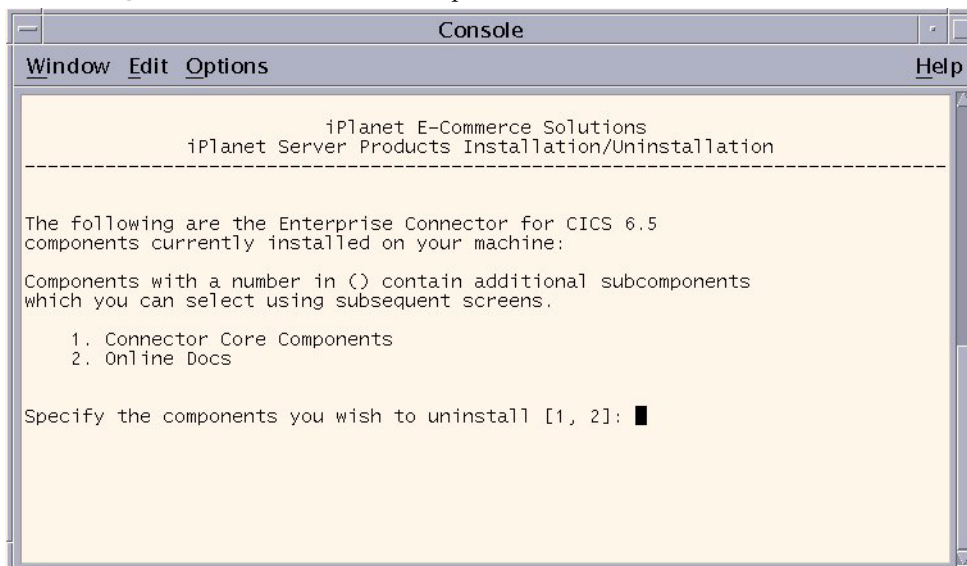 Console
Window Edit Options Help
iPlanet E-Commerce Solutions
iPlanet Server Products Installation/Uninstallation
--------------------------------------------------------------------------------
The following are the Enterprise Connector for CICS 6.5
components currently installed on your machine:
Components with a number in () contain additional subcomponents
which you can select using subsequent screens.
1. Connector Core Components
2. Online Docs
Specify the components you wish to uninstall [1, 2]: